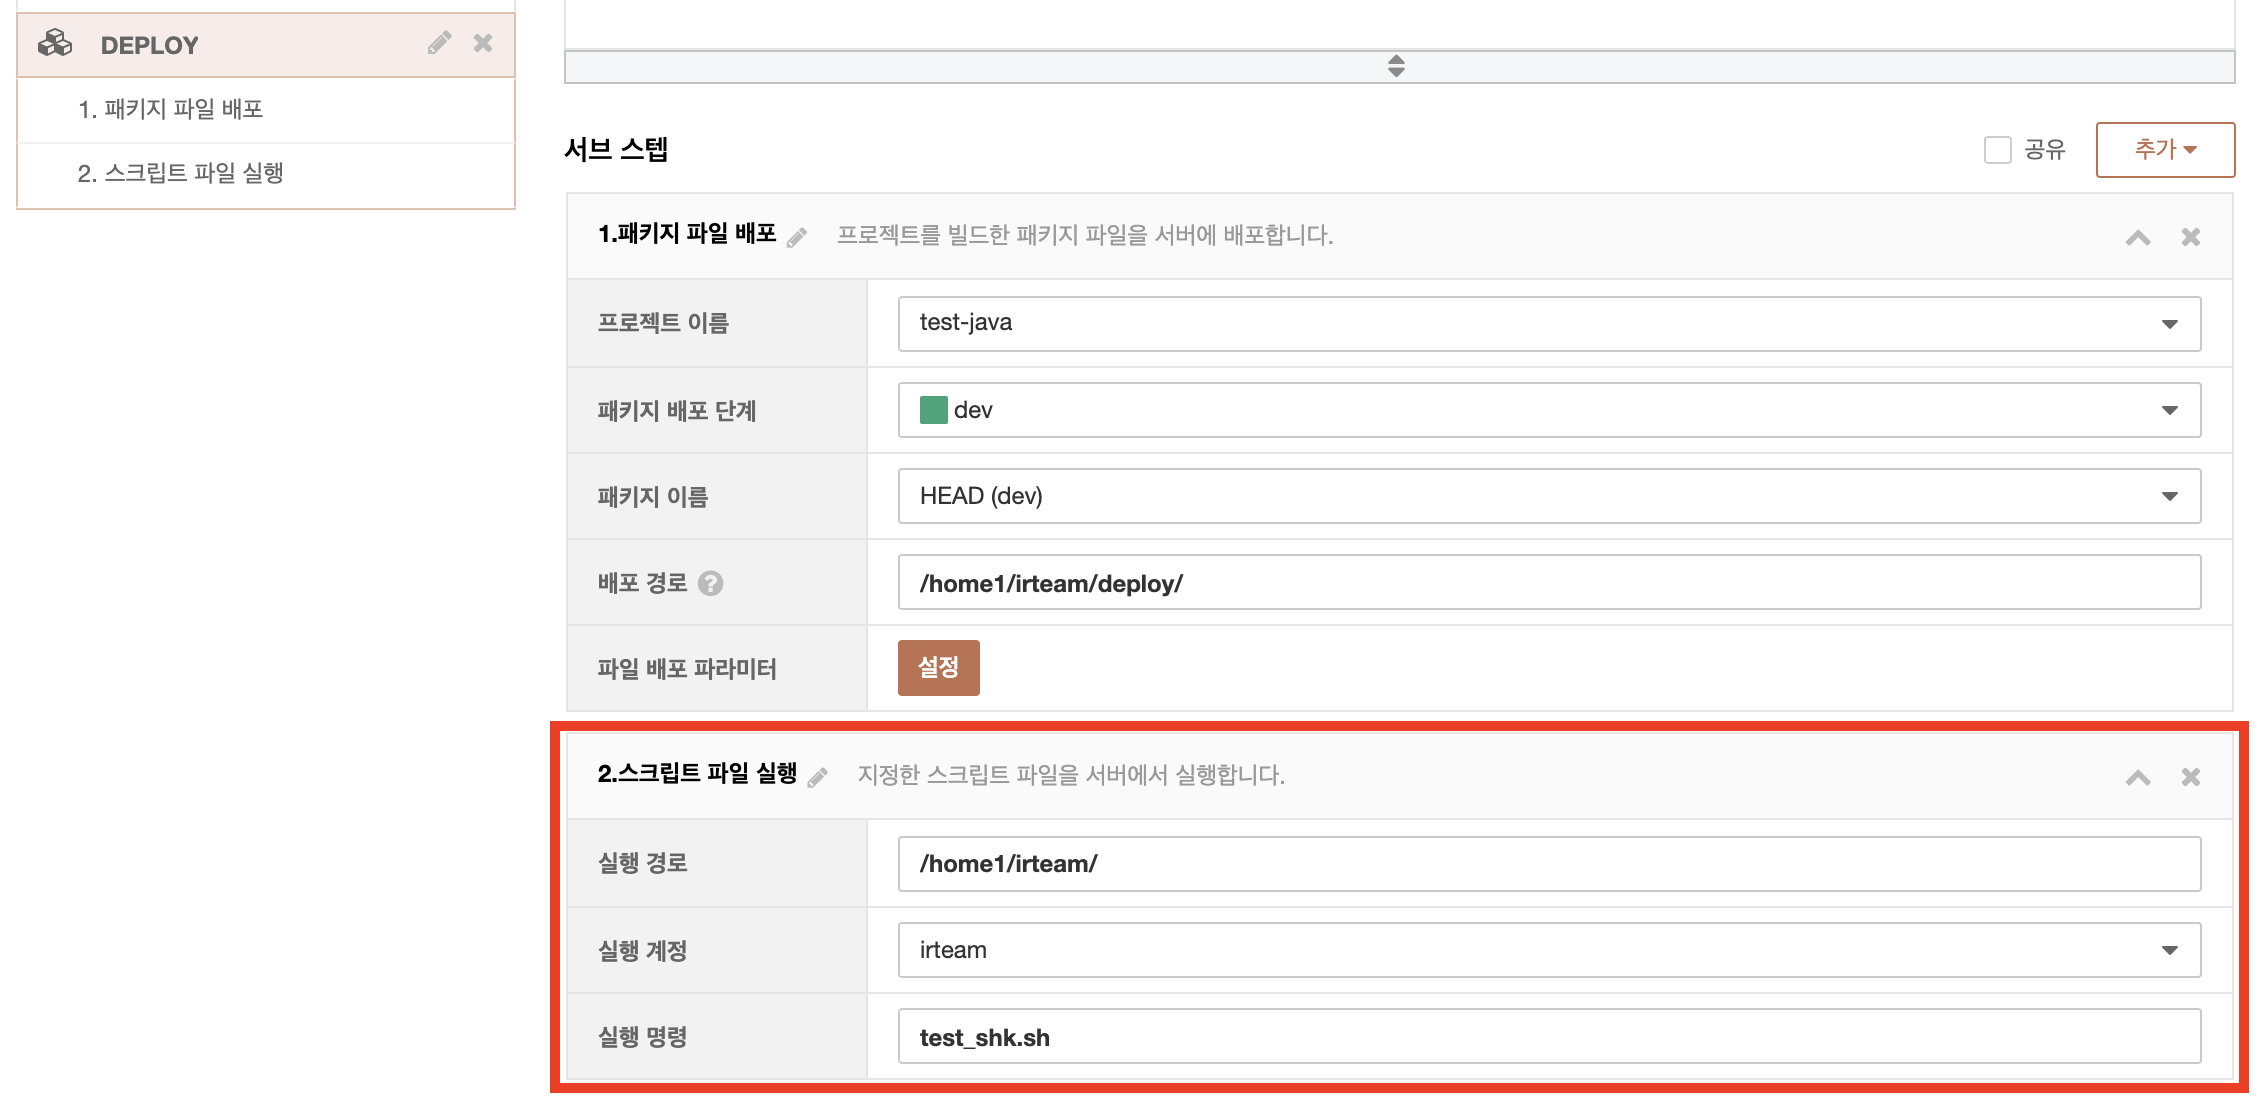 DEPLOY
1. 패키지 파일 배포
2. 스크립트 파일 실행
서브 스텝
공유
추가
1.패키지 파일 배포 프로젝트를 빌드한 패키지 파일을 서버에 배포합니다.
프로젝트 이름 test-java
패키지 배포 단계 dev
패키지 이름 HEAD (dev)
배포 경로 ? /home1/irteam/deploy/
파일 배포 파라미터 설정
2.스크립트 파일 실행 지정한 스크립트 파일을 서버에서 실행합니다.
실행 경로 /home1/irteam/
실행 계정 irteam
실행 명령 test_shk.sh